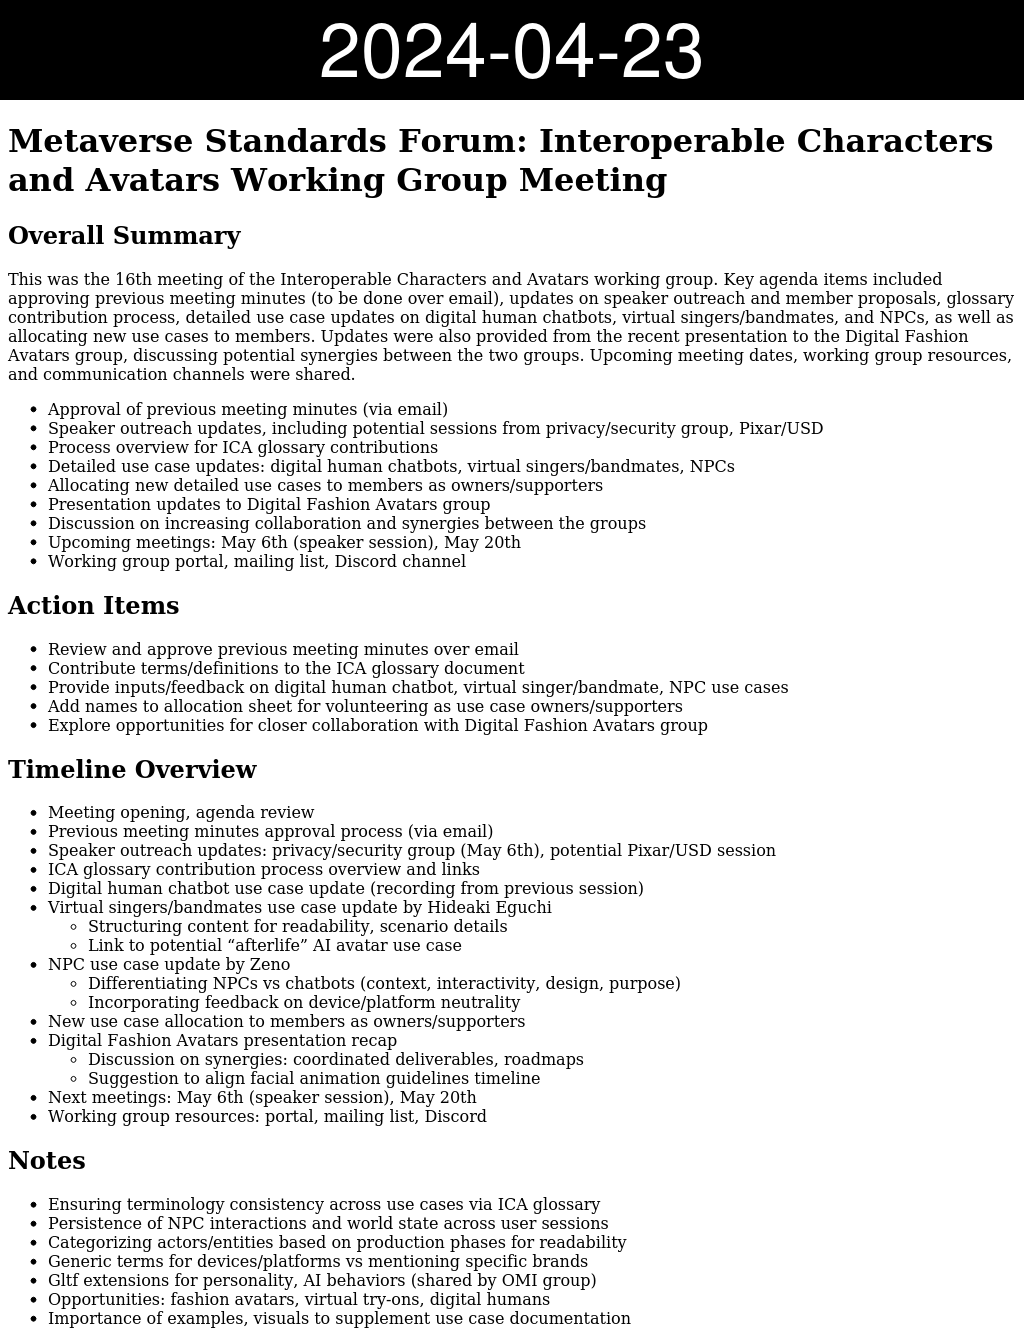 2024-04-23
Metaverse Standards Forum: Interoperable Characters
and Avatars Working Group Meeting
Overall Summary
This was the 16th meeting of the Interoperable Characters and Avatars working group. Key agenda items included
approving previous meeting minutes (to be done over email), updates on speaker outreach and member proposals, glossary
contribution process, detailed use case updates on digital human chatbots, virtual singers/bandmates, and NPCs, as well as
allocating new use cases to members. Updates were also provided from the recent presentation to the Digital Fashion
Avatars group, discussing potential synergies between the two groups. Upcoming meeting dates, working group resources,
and communication channels were shared.
• Approval of previous meeting minutes (via email)
• Speaker outreach updates, including potential sessions from privacy/security group, Pixar/USD
• Process overview for ICA glossary contributions
• Detailed use case updates: digital human chatbots, virtual singers/bandmates, NPCs
• Allocating new detailed use cases to members as owners/supporters
• Presentation updates to Digital Fashion Avatars group
• Discussion on increasing collaboration and synergies between the groups
• Upcoming meetings: May 6th (speaker session), May 20th
• Working group portal, mailing list, Discord channel
Action Items
• Review and approve previous meeting minutes over email
• Contribute terms/definitions to the ICA glossary document
• Provide inputs/feedback on digital human chatbot, virtual singer/bandmate, NPC use cases
• Add names to allocation sheet for volunteering as use case owners/supporters
• Explore opportunities for closer collaboration with Digital Fashion Avatars group
Timeline Overview
• Meeting opening, agenda review
• Previous meeting minutes approval process (via email)
• Speaker outreach updates: privacy/security group (May 6th), potential Pixar/USD session
• ICA glossary contribution process overview and links
• Digital human chatbot use case update (recording from previous session)
• Virtual singers/bandmates use case update by Hideaki Eguchi
◦ Structuring content for readability, scenario details
◦ Link to potential “afterlife” AI avatar use case
• NPC use case update by Zeno
◦ Differentiating NPCs vs chatbots (context, interactivity, design, purpose)
◦ Incorporating feedback on device/platform neutrality
• New use case allocation to members as owners/supporters
• Digital Fashion Avatars presentation recap
◦ Discussion on synergies: coordinated deliverables, roadmaps
◦ Suggestion to align facial animation guidelines timeline
• Next meetings: May 6th (speaker session), May 20th
• Working group resources: portal, mailing list, Discord
Notes
• Ensuring terminology consistency across use cases via ICA glossary
• Persistence of NPC interactions and world state across user sessions
• Categorizing actors/entities based on production phases for readability
• Generic terms for devices/platforms vs mentioning specific brands
• Gltf extensions for personality, AI behaviors (shared by OMI group)
• Opportunities: fashion avatars, virtual try-ons, digital humans
• Importance of examples, visuals to supplement use case documentation